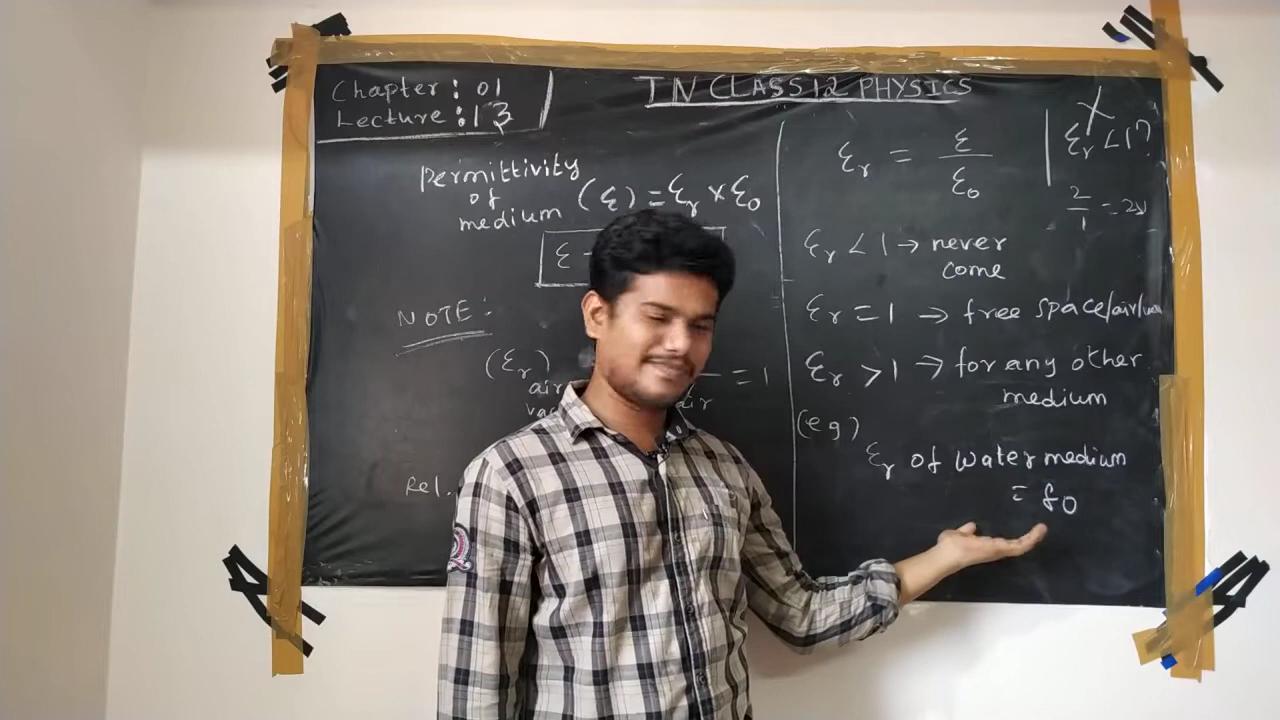 Chapter : 01
Lecture : 13
TN CLASS 12 PHYSICS
Permittivity
of
medium (ε) = εr × ε0
ε
NOTE :
(εr)
air
= 1
air
Rel.
εr = ε
ε0
εr < 1?
2
1
εr < 1 → never
come
εr = 1 → free space/air/
εr > 1 → for any other
medium
(eg)
εr of water medium
= 80